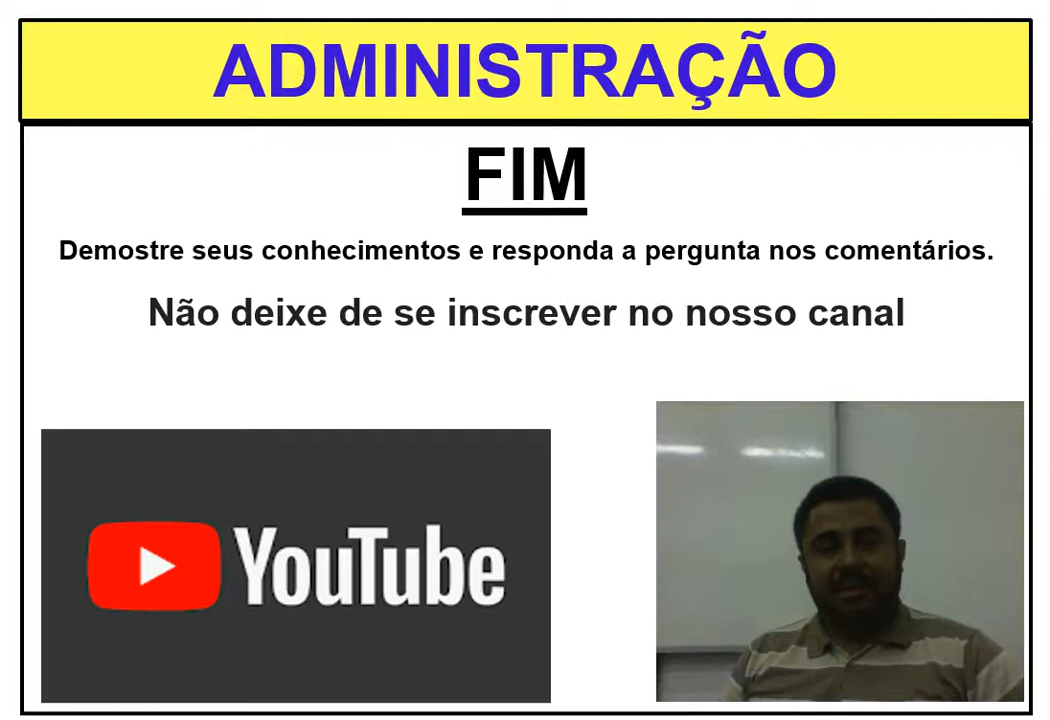 ADMINISTRAÇÃO
FIM
Demostre seus conhecimentos e responda a pergunta nos comentários.
Não deixe de se inscrever no nosso canal
YouTube